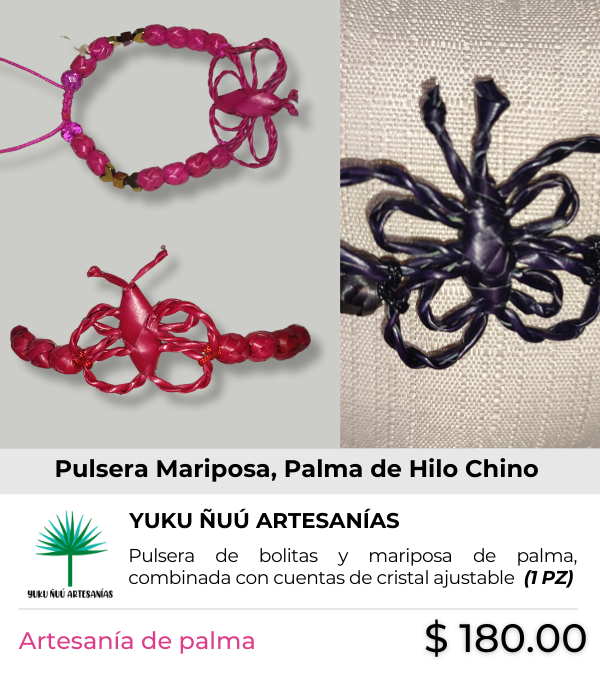 Pulsera Mariposa, Palma de Hilo Chino
YUKU ÑUÚ ARTESANÍAS
Pulsera de bolitas y mariposa de palma,
combinada con cuentas de cristal ajustable (1 PZ)
YUKU ÑUÚ ARTESANÍAS
Artesanía de palma
$ 180.00